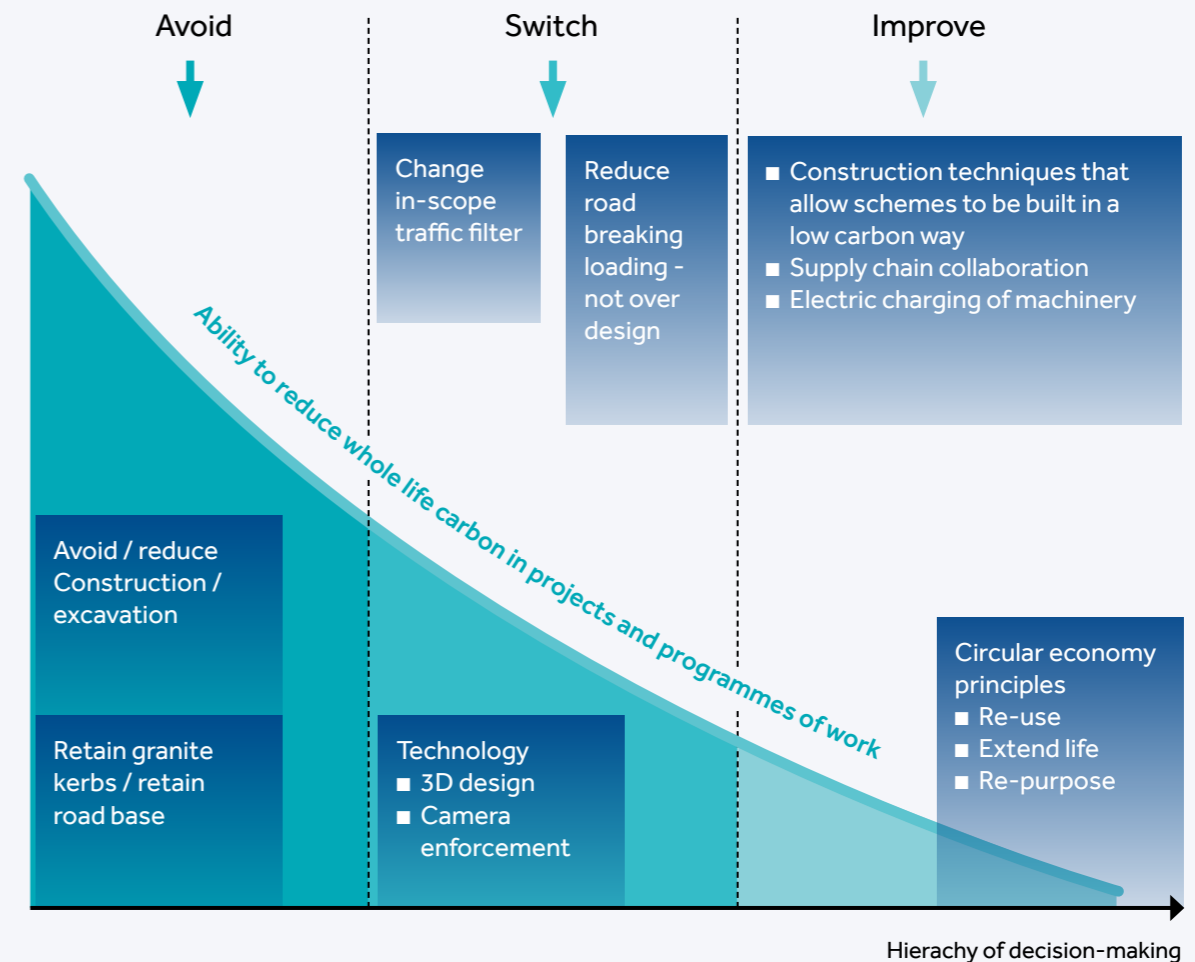 Avoid
Switch
Improve
Change
in-scope
traffic filter
Reduce
road
breaking
loading -
not over
design
■ Construction techniques that
allow schemes to be built in a
low carbon way
■ Supply chain collaboration
■ Electric charging of machinery
Ability to reduce whole life carbon in projects and programmes of work
Avoid / reduce
Construction /
excavation
Retain granite
kerbs / retain
road base
Technology
■ 3D design
■ Camera
enforcement
Circular economy
principles
■ Re-use
■ Extend life
■ Re-purpose
Hierachy of decision-making